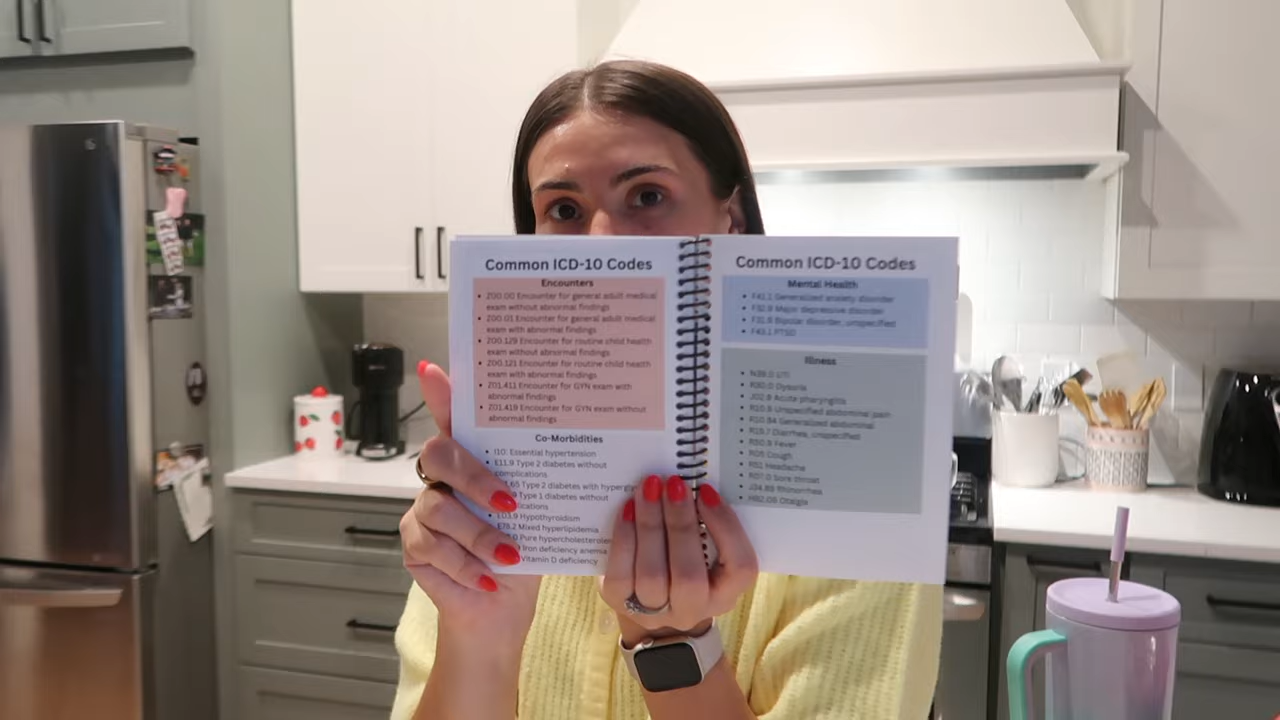 Common ICD-10 Codes
Encounters
Z00.00 Encounter for general adult medical
exam without abnormal findings
Z00.01 Encounter for general adult medical
exam with abnormal findings
Z00.129 Encounter for routine child health
exam without abnormal findings
Z00.121 Encounter for routine child health
exam with abnormal findings
Z01.411 Encounter for GYN exam with
abnormal findings
Z01.419 Encounter for GYN exam without
abnormal findings
Co-Morbidities
I10: Essential hypertension
E11.9 Type 2 diabetes without
complications
.65 Type 2 diabetes with
Type 1 diabetes without
E03.9 Hypothyroidism
E78.2 Mixed hyperlipidemia
Pure
Iron deficiency anemia
Vitamin D deficiency
Common ICD-10 Codes
Mental Health
F41.1 Generalized anxiety disorder
F32.9 Major depressive disorder
F31.9 Bipolar disorder, unspecified
F43.1 PTSD
Illness
N39.0 UTI
R30.0 Dysuria
J02.9 Acute pharyngitis
R10.9 Unspecified abdominal pain
R10.84 Generalized abdominal
R19.7 Diarrhea, unspecified
R50.9 Fever
R05 Cough
R51 Headache
R07.0 Sore throat
J34.89 Rhinorrhea
Otalgia